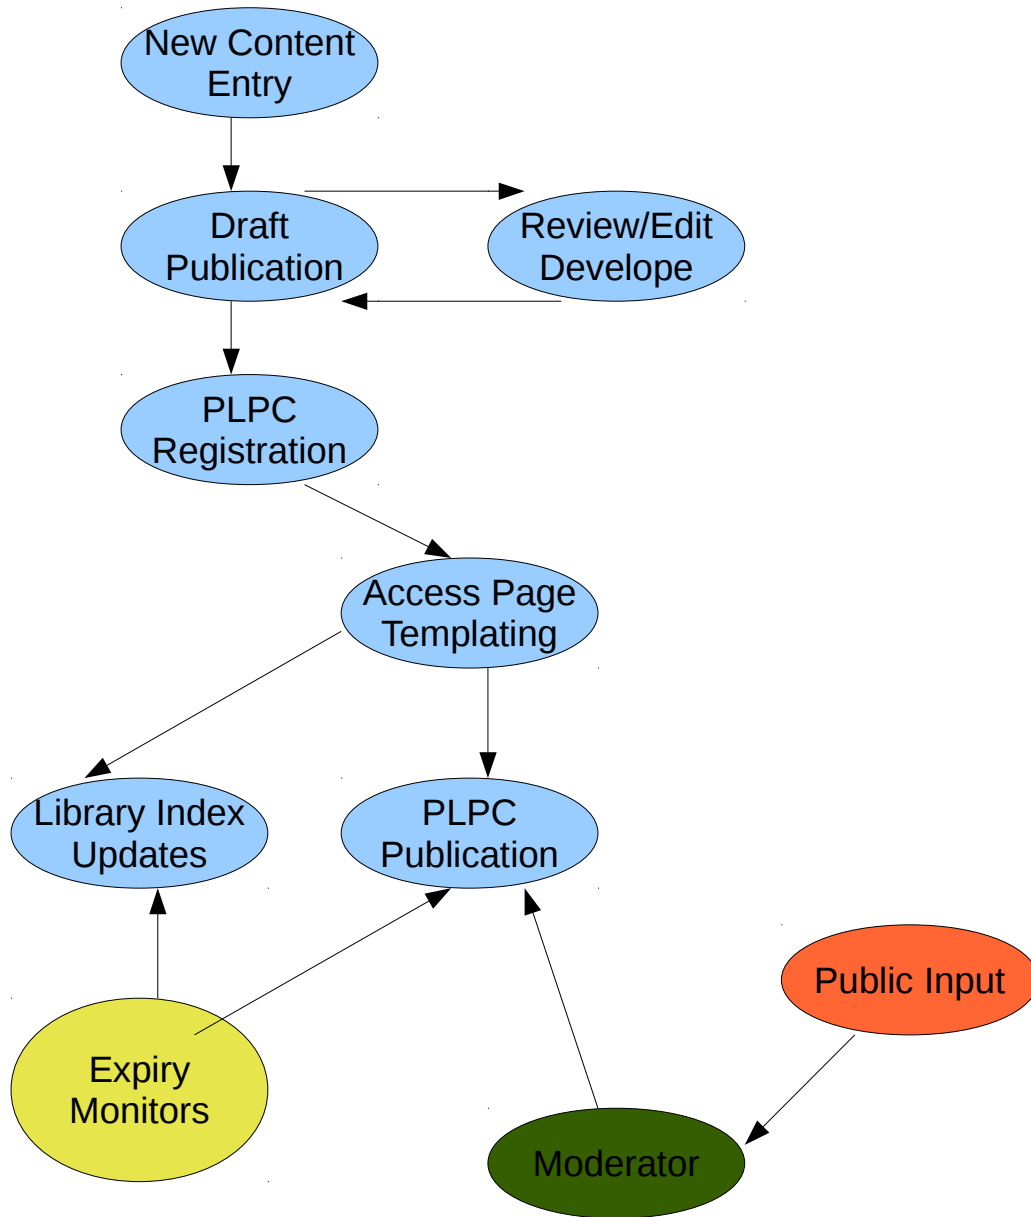 New Content
Entry
Draft
Publication
Review/Edit
Develope
PLPC
Registration
Access Page
Templating
Library Index
Updates
PLPC
Publication
Public Input
Expiry
Monitors
Moderator